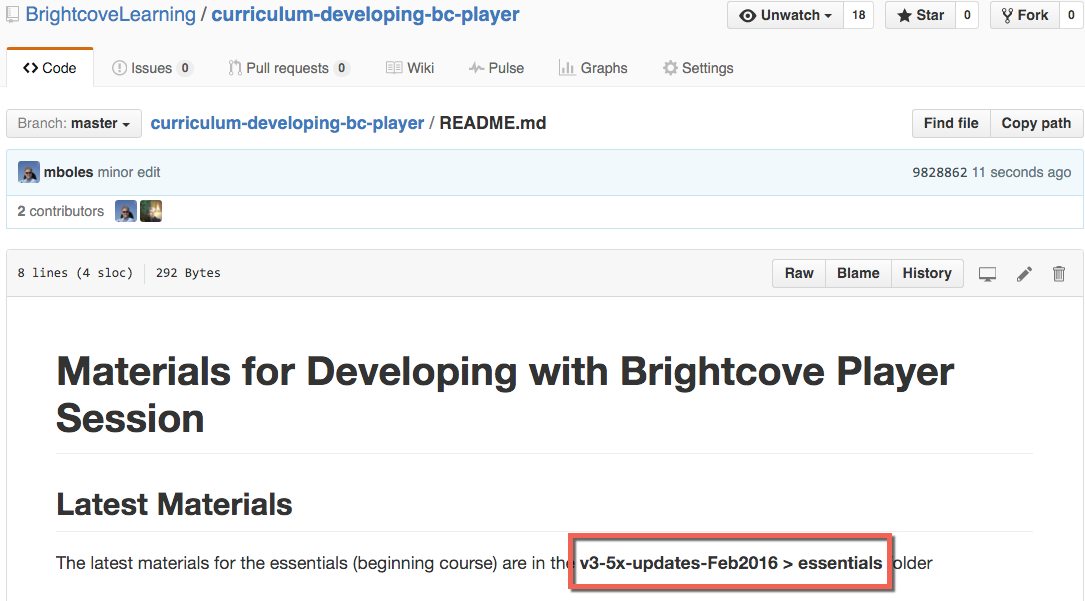 BrightcoveLearning / curriculum-developing-bc-player
Unwatch 18 Star 0 Fork 0
Code Issues 0 Pull requests 0 Wiki Pulse Graphs Settings
Branch: master curriculum-developing-bc-player / README.md Find file Copy path
mboles minor edit 9828862 11 seconds ago
2 contributors
8 lines (4 sloc) 292 Bytes Raw Blame History
Materials for Developing with Brightcove Player
Session
Latest Materials
The latest materials for the essentials (beginning course) are in the v3-5x-updates-Feb2016 > essentials folder